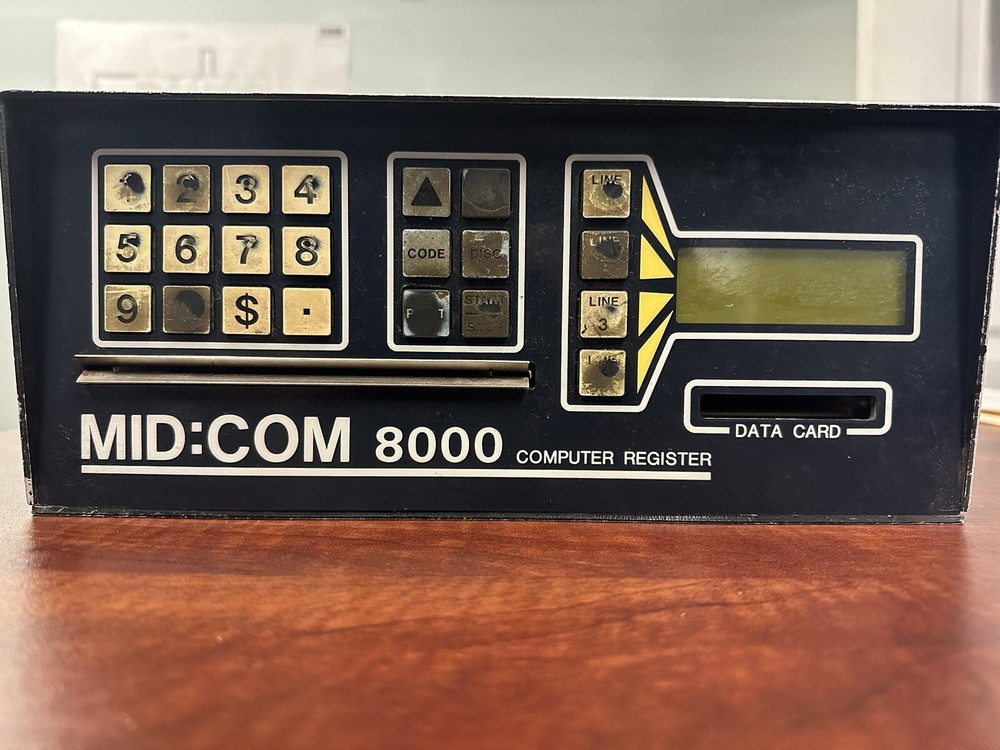 2 3 4
5 6 7 8
9 $ .
CODE DISC
START
LINE
LINE
LINE
3
LINE
DATA CARD
MID:COM 8000 COMPUTER REGISTER